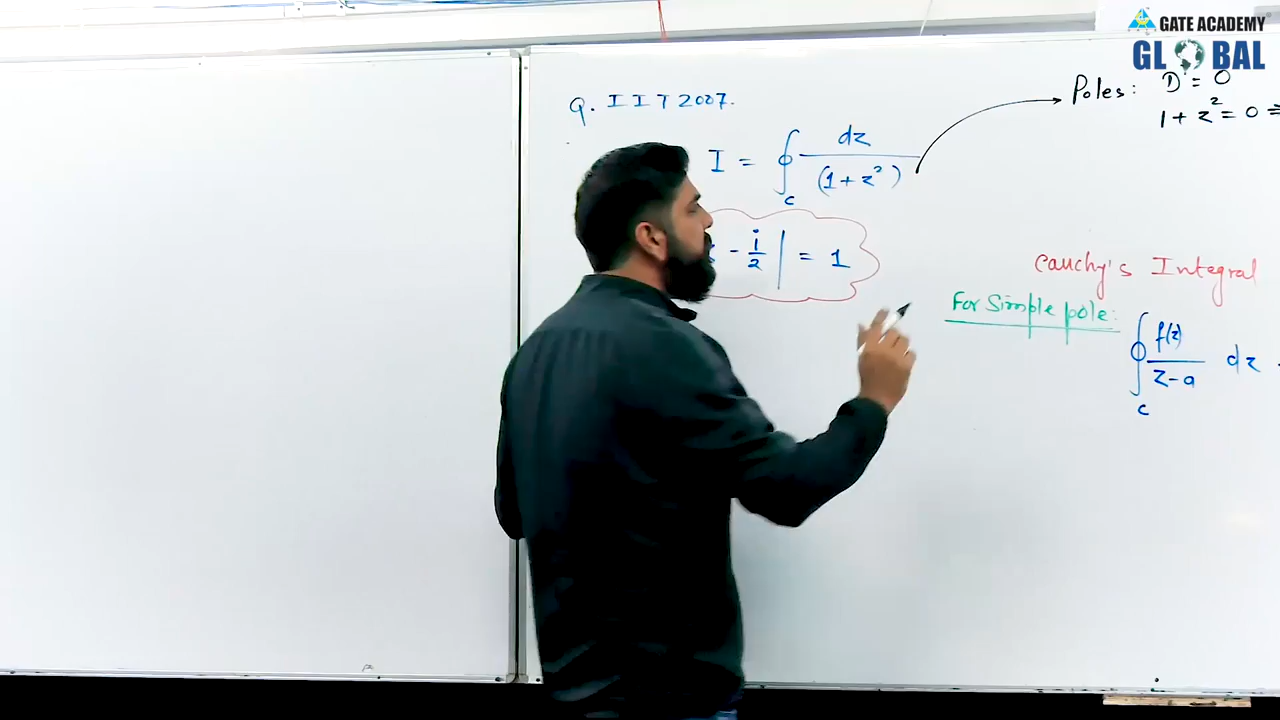 GATE ACADEMY
GLOBAL
Q. IIT 2007.
I = ∮ dz / (1 + z²)
c
- i/2 | = 1
Poles: D = 0
1 + z² = 0 ⇒
Cauchy's Integral
For Simple pole:
∮ f(z) / z-a dz
c